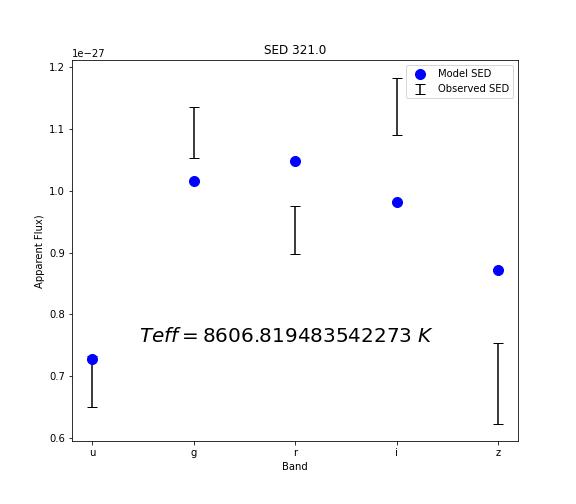 SED 321.0
1e−27
Model SED
Observed SED
1.2
1.1
1.0
0.9
0.8
0.7
0.6
Apparent Flux)
Teff = 8606.819483542273 K
u g r i z
Band